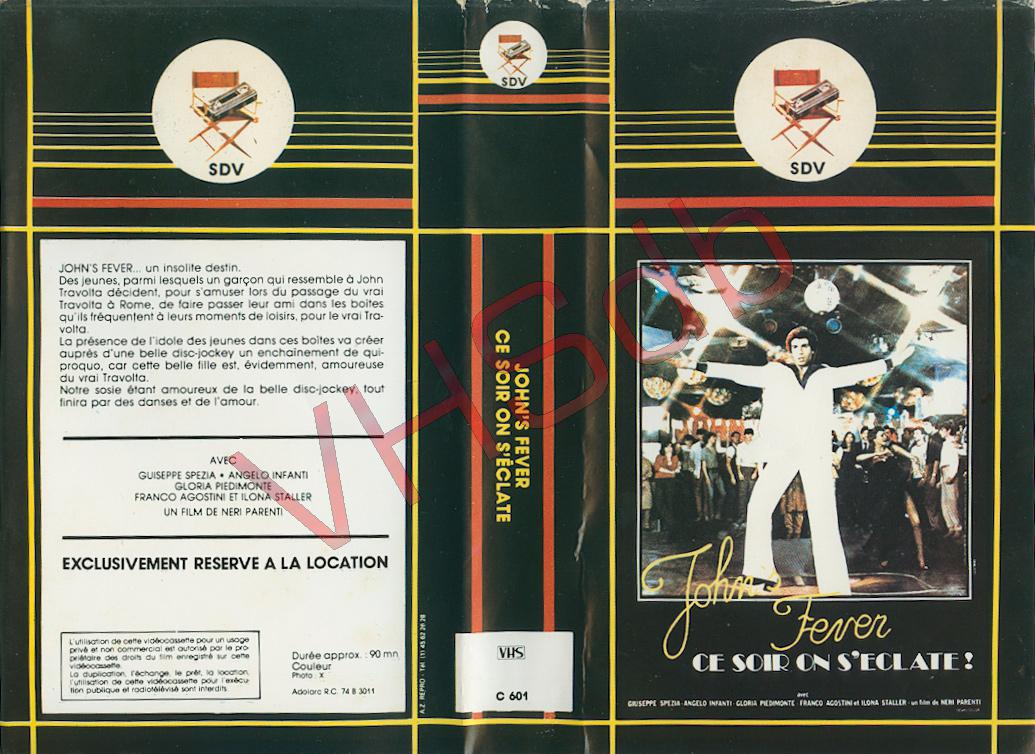 SDV
JOHN'S FEVER... un insolite destin.
Des jeunes, parmi lesquels un garçon qui ressemble à John
Travolta décident, pour s'amuser lors du passage du vrai
Travolta à Rome, de faire passer leur ami dans les boîtes
qu'ils fréquentent à leurs moments de loisirs, pour le vrai Tra-
volta.
La présence de l'idole des jeunes dans ces boîtes va créer
auprès d'une belle disc-jockey un enchaînement de qui-
proquo, car cette belle fille est, évidemment, amoureuse
du vrai Travolta.
Notre sosie étant amoureux de la belle disc-jockey, tout
finira par des danses et de l'amour.
AVEC
GUISEPPE SPEZIA • ANGELO INFANTI
GLORIA PIEDIMONTE
FRANCO AGOSTINI ET ILONA STALLER
UN FILM DE NERI PARENTI
EXCLUSIVEMENT RESERVE A LA LOCATION
L'utilisation de cette vidéocassette pour un usage
privé et non commercial est autorisé par le pro-
priétaire des droits du film enregistré sur cette
vidéocassette.
La duplication, l'échange, le prêt, la location,
l'utilisation de cette vidéocassette pour l'exécu-
tion publique et radiotélévisé sont interdits.
Durée approx. : 90 mn
Couleur
Photo : X
Adolarc R.C. 74 B 3011
A.Z. REPRO - Tél. (1) 45 62 26 28
SDV
JOHN'S FEVER
CE SOIR ON S'ÉCLATE
VHS
C 601
SDV
John's
Fever
CE SOIR ON S'ECLATE !
avec
GIUSEPPE SPEZIA - ANGELO INFANTI - GLORIA PIEDIMONTE - FRANCO AGOSTINI et ILONA STALLER - un film de NERI PARENTI
VHSdb